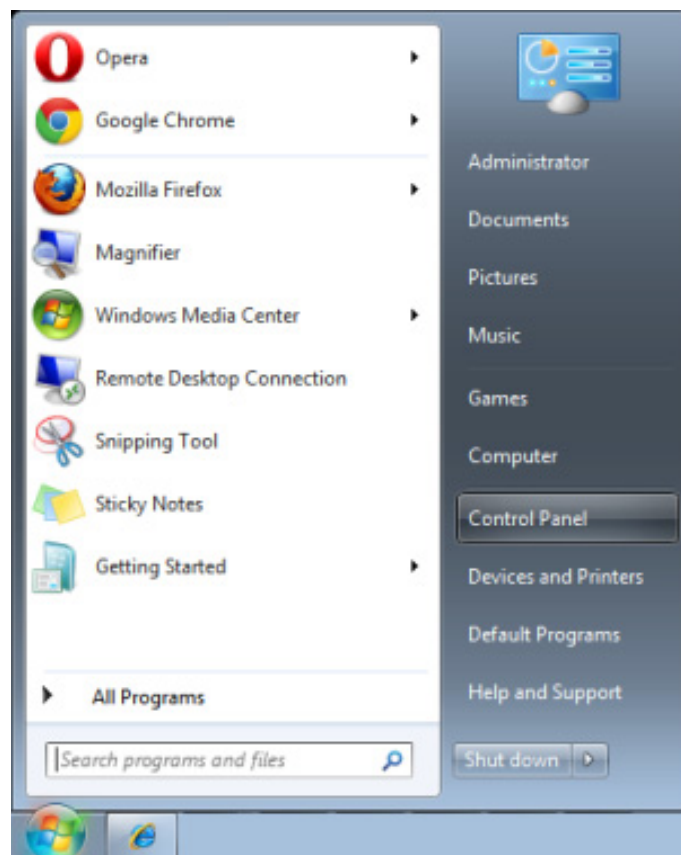 Opera
Google Chrome
Mozilla Firefox
Magnifier
Windows Media Center
Remote Desktop Connection
Snipping Tool
Sticky Notes
Getting Started
All Programs
Search programs and files
Administrator
Documents
Pictures
Music
Games
Computer
Control Panel
Devices and Printers
Default Programs
Help and Support
Shut down